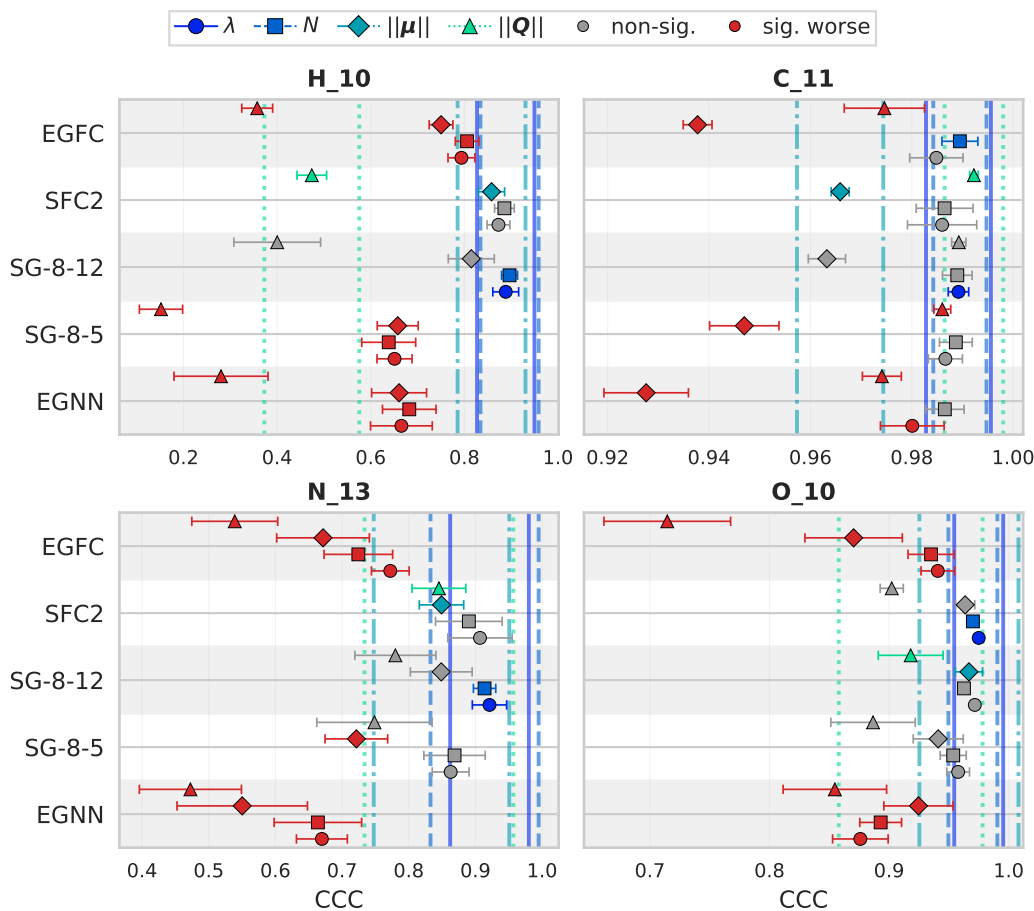 λ N ||μ|| ||Q|| non-sig. sig. worse
H_10 C_11
EGFC
SFC2
SG-8-12
SG-8-5
EGNN
0.2 0.4 0.6 0.8 1.0 0.92 0.94 0.96 0.98 1.00
N_13 O_10
EGFC
SFC2
SG-8-12
SG-8-5
EGNN
0.4 0.5 0.6 0.7 0.8 0.9 1.0 0.7 0.8 0.9 1.0
CCC CCC